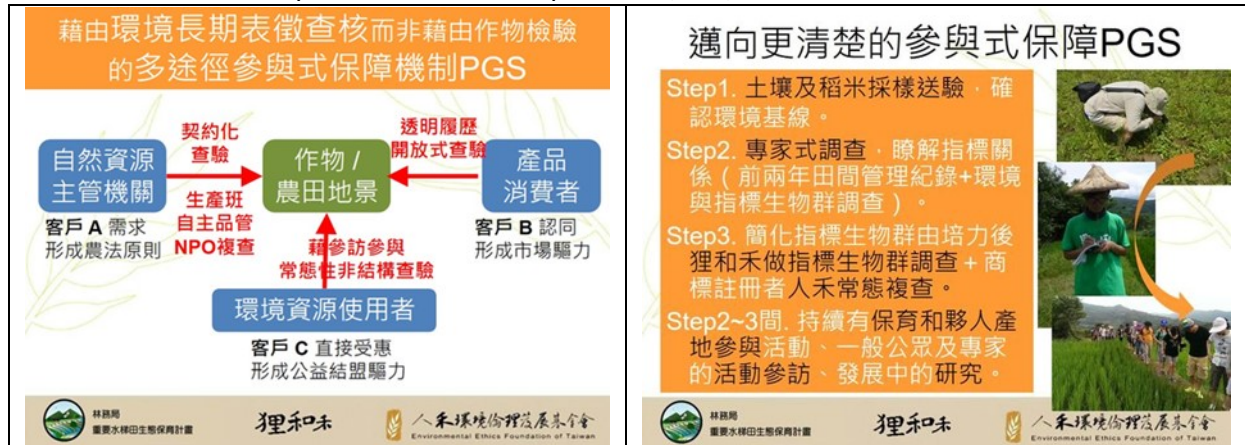 藉由環境長期表徵查核而非藉由作物檢驗
的多途徑參與式保障機制PGS
契約化
查驗
透明履歷
開放式查驗
自然資源
主管機關
作物 /
農田地景
產品
消費者
客戶 A 需求
形成農法原則
生產班
自主品管
NPO複查
藉參訪參與
常態性非結構查驗
客戶 B 認同
形成市場驅力
環境資源使用者
客戶 C 直接受惠
形成公益結盟驅力
林務局
重要水梯田生態保育計畫
狸和禾
人禾環境倫理發展基金會
Environmental Ethics Foundation of Taiwan
邁向更清楚的參與式保障PGS
Step1. 土壤及稻米採樣送驗，確
認環境基線。
Step2. 專家式調查，瞭解指標關
係（前兩年田間管理紀錄+環境
與指標生物群調查）。
Step3. 簡化指標生物群由培力後
狸和禾做指標生物群調查＋商
標註冊者人禾常態複查。
Step2~3間. 持續有保育和夥人產
地參與活動、一般公眾及專家
的活動參訪、發展中的研究。
林務局
重要水梯田生態保育計畫
狸和禾
人禾環境倫理發展基金會
Environmental Ethics Foundation of Taiwan